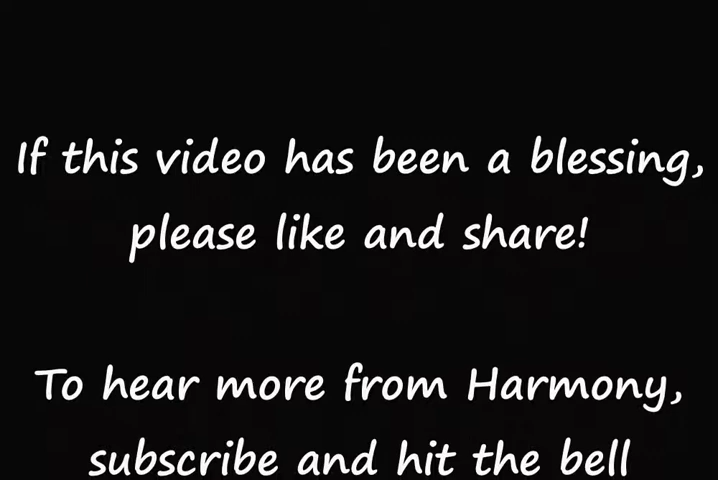 If this video has been a blessing,
please like and share!
To hear more from Harmony,
subscribe and hit the bell